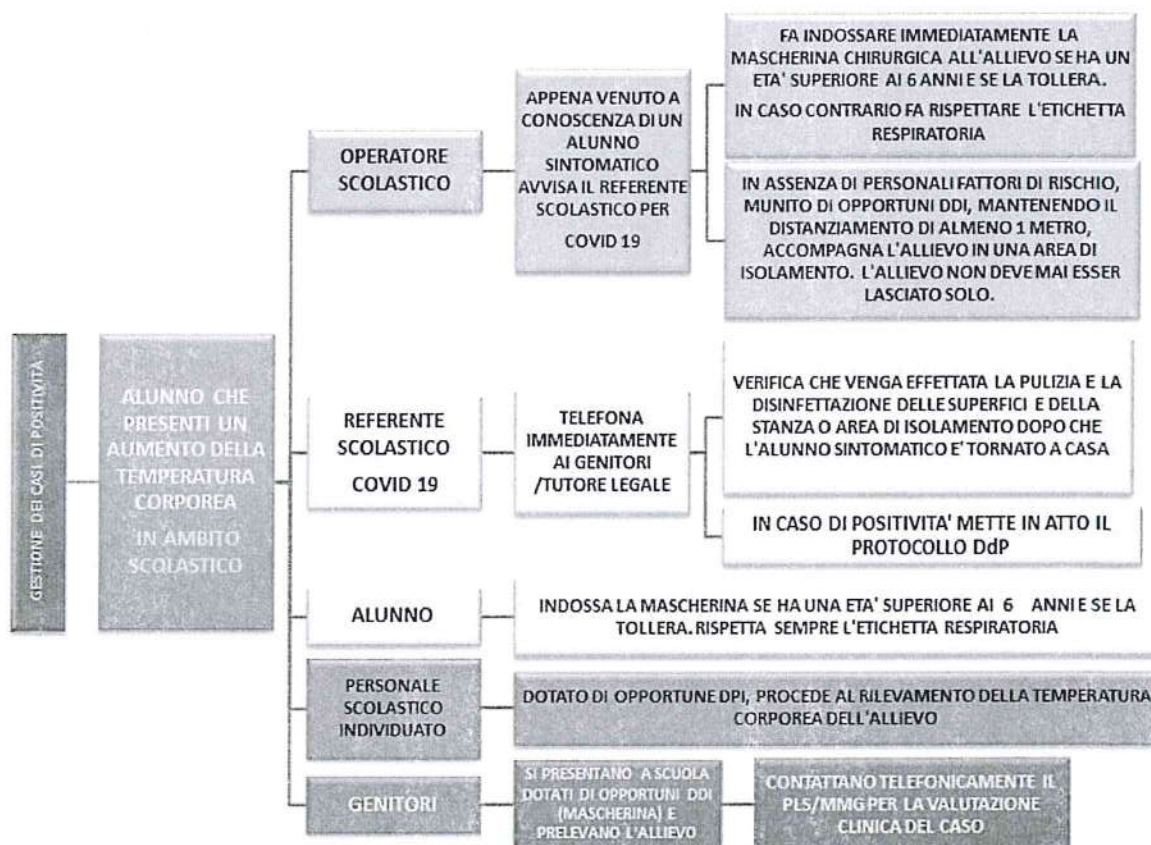 GESTIONE DEI CASI DI POSITIVITÀ
ALUNNO CHE
PRESENTI UN
AUMENTO DELLA
TEMPERATURA
CORPOREA
IN AMBITO
SCOLASTICO
OPERATORE
SCOLASTICO
APPENA VENUTO A
CONOSCENZA DI UN
ALUNNO
SINTOMATICO
AVVISA IL REFERENTE
SCOLASTICO PER
COVID 19
FA INDOSSARE IMMEDIATAMENTE LA
MASCHERINA CHIRURGICA ALL'ALLIEVO SE HA UN
ETA' SUPERIORE AI 6 ANNI E SE LA TOLLERA.
IN CASO CONTRARIO FA RISPETTARE L'ETICHETTA
RESPIRATORIA
IN ASSENZA DI PERSONALI FATTORI DI RISCHIO,
MUNITO DI OPPORTUNI DDI, MANTENENDO IL
DISTANZIAMENTO DI ALMENO 1 METRO,
ACCOMPAGNA L'ALLIEVO IN UNA AREA DI
ISOLAMENTO. L'ALLIEVO NON DEVE MAI ESSER
LASCIATO SOLO.
REFERENTE
SCOLASTICO
COVID 19
TELEFONA
IMMEDIATAMENTE
AI GENITORI
/TUTORE LEGALE
VERIFICA CHE VENGA EFFETTATA LA PULIZIA E LA
DISINFETTAZIONE DELLE SUPERFICI E DELLA
STANZA O AREA DI ISOLAMENTO DOPO CHE
L'ALUNNO SINTOMATICO E' TORNATO A CASA
IN CASO DI POSITIVITA' METTE IN ATTO IL
PROTOCOLLO DdP
ALUNNO
INDOSSA LA MASCHERINA SE HA UNA ETA' SUPERIORE AI 6 ANNI E SE LA
TOLLERA. RISPETTA SEMPRE L'ETICHETTA RESPIRATORIA
PERSONALE
SCOLASTICO
INDIVIDUATO
DOTATO DI OPPORTUNE DPI, PROCEDE AL RILEVAMENTO DELLA TEMPERATURA
CORPOREA DELL'ALLIEVO
GENITORI
SI PRESENTANO A SCUOLA
DOTATI DI OPPORTUNI DDI
(MASCHERINA) E
PRELEVANO L'ALLIEVO
CONTATTANO TELEFONICAMENTE IL
PLS/MMG PER LA VALUTAZIONE
CLINICA DEL CASO